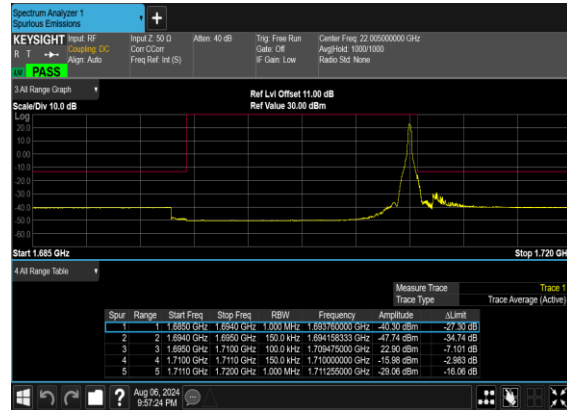 Spectrum Analyzer 1
Spurious Emissions
+
KEYSIGHT Input: RF Input Z: 50 Ω Atten: 40 dB Trig: Free Run Center Freq: 22.005000000 GHz
R T Coupling: DC Corr CCorr Gate: Off Avg|Hold: 1000/1000
Align: Auto Freq Ref: Int (S) IF Gain: Low Radio Std: None
LW PASS
3 All Range Graph
Ref Lvl Offset 11.00 dB
Scale/Div 10.0 dB Ref Value 30.00 dBm
Log
20.0
10.0
0.00
-10.0
-20.0
-30.0
-40.0
-50.0
-60.0
Start 1.685 GHz Stop 1.720 GH
4 All Range Table
Measure Trace Trace 1
Trace Type Trace Average (Active)
Spur Range Start Freq Stop Freq RBW Frequency Amplitude ΔLimit
1 1 1.6850 GHz 1.6940 GHz 1.000 MHz 1.693760000 GHz -40.30 dBm -27.30 dB
2 2 1.6940 GHz 1.6950 GHz 150.0 kHz 1.694158333 GHz -47.74 dBm -34.74 dB
3 3 1.6950 GHz 1.7100 GHz 100.0 kHz 1.709475000 GHz 22.90 dBm -7.101 dB
4 4 1.7100 GHz 1.7110 GHz 150.0 kHz 1.710000000 GHz -15.98 dBm -2.983 dB
5 5 1.7110 GHz 1.7200 GHz 1.000 MHz 1.711255000 GHz -29.06 dBm -16.06 dB
? Aug 06, 2024
9:57:24 PM